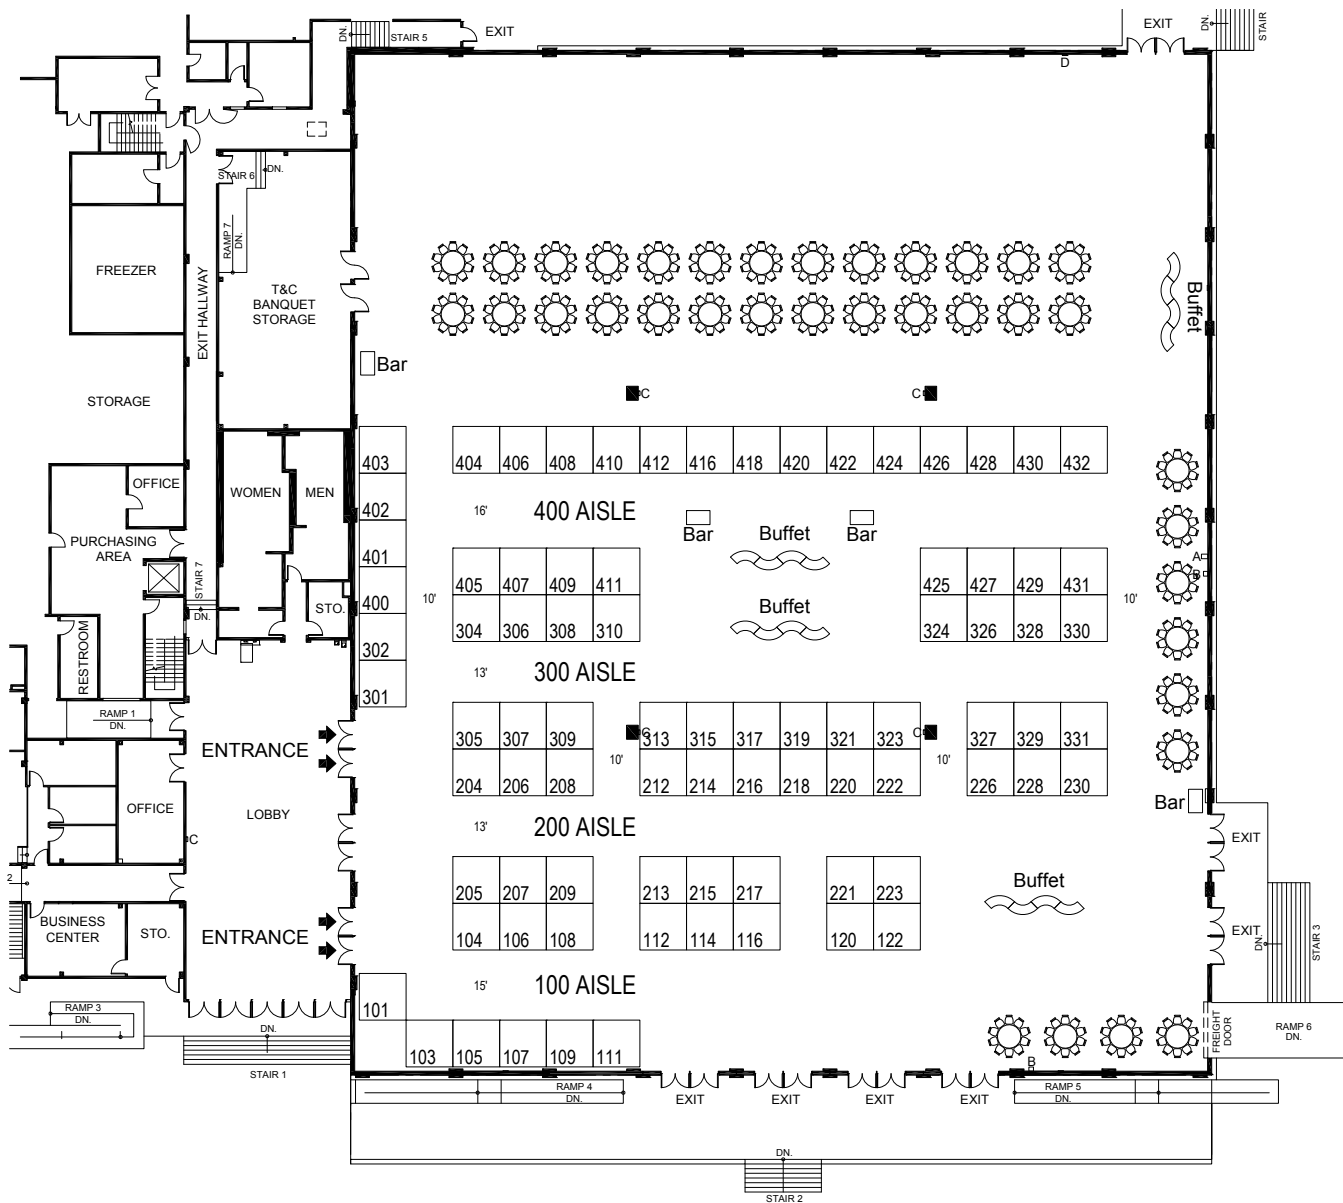 DN.
STAIR 5
EXIT
EXIT
DN.
STAIR
D
STAIR 6
DN.
RAMP 7
DN.
FREEZER
EXIT HALLWAY
T&C
BANQUET
STORAGE
Buffet
Bar
C
C
STORAGE
403
404 406 408 410 412 416 418 420 422 424 426 428 430 432
OFFICE
WOMEN
MEN
402
16'
400 AISLE
Bar
Bar
Buffet
PURCHASING
AREA
401
A
B
STAIR 7
DN.
405 407 409 411
425 427 429 431
400
10'
10'
STO.
Buffet
304 306 308 310
324 326 328 330
302
RESTROOM
301
13'
300 AISLE
RAMP 1
DN.
ENTRANCE
305 307 309
C
313 315 317 319 321 323
C
327 329 331
10'
10'
204 206 208
212 214 216 218 220 222
226 228 230
OFFICE
LOBBY
Bar
13'
200 AISLE
C
EXIT
2
205 207 209
213 215 217
221 223
Buffet
BUSINESS
CENTER
STO.
ENTRANCE
104 106 108
112 114 116
120 122
EXIT
DN.
STAIR 3
15'
100 AISLE
101
RAMP 3
DN.
DN.
STAIR 1
103 105 107 109 111
B
FREIGHT
DOOR
RAMP 6
DN.
RAMP 4
DN.
EXIT
EXIT
EXIT
EXIT
RAMP 5
DN.
DN.
STAIR 2